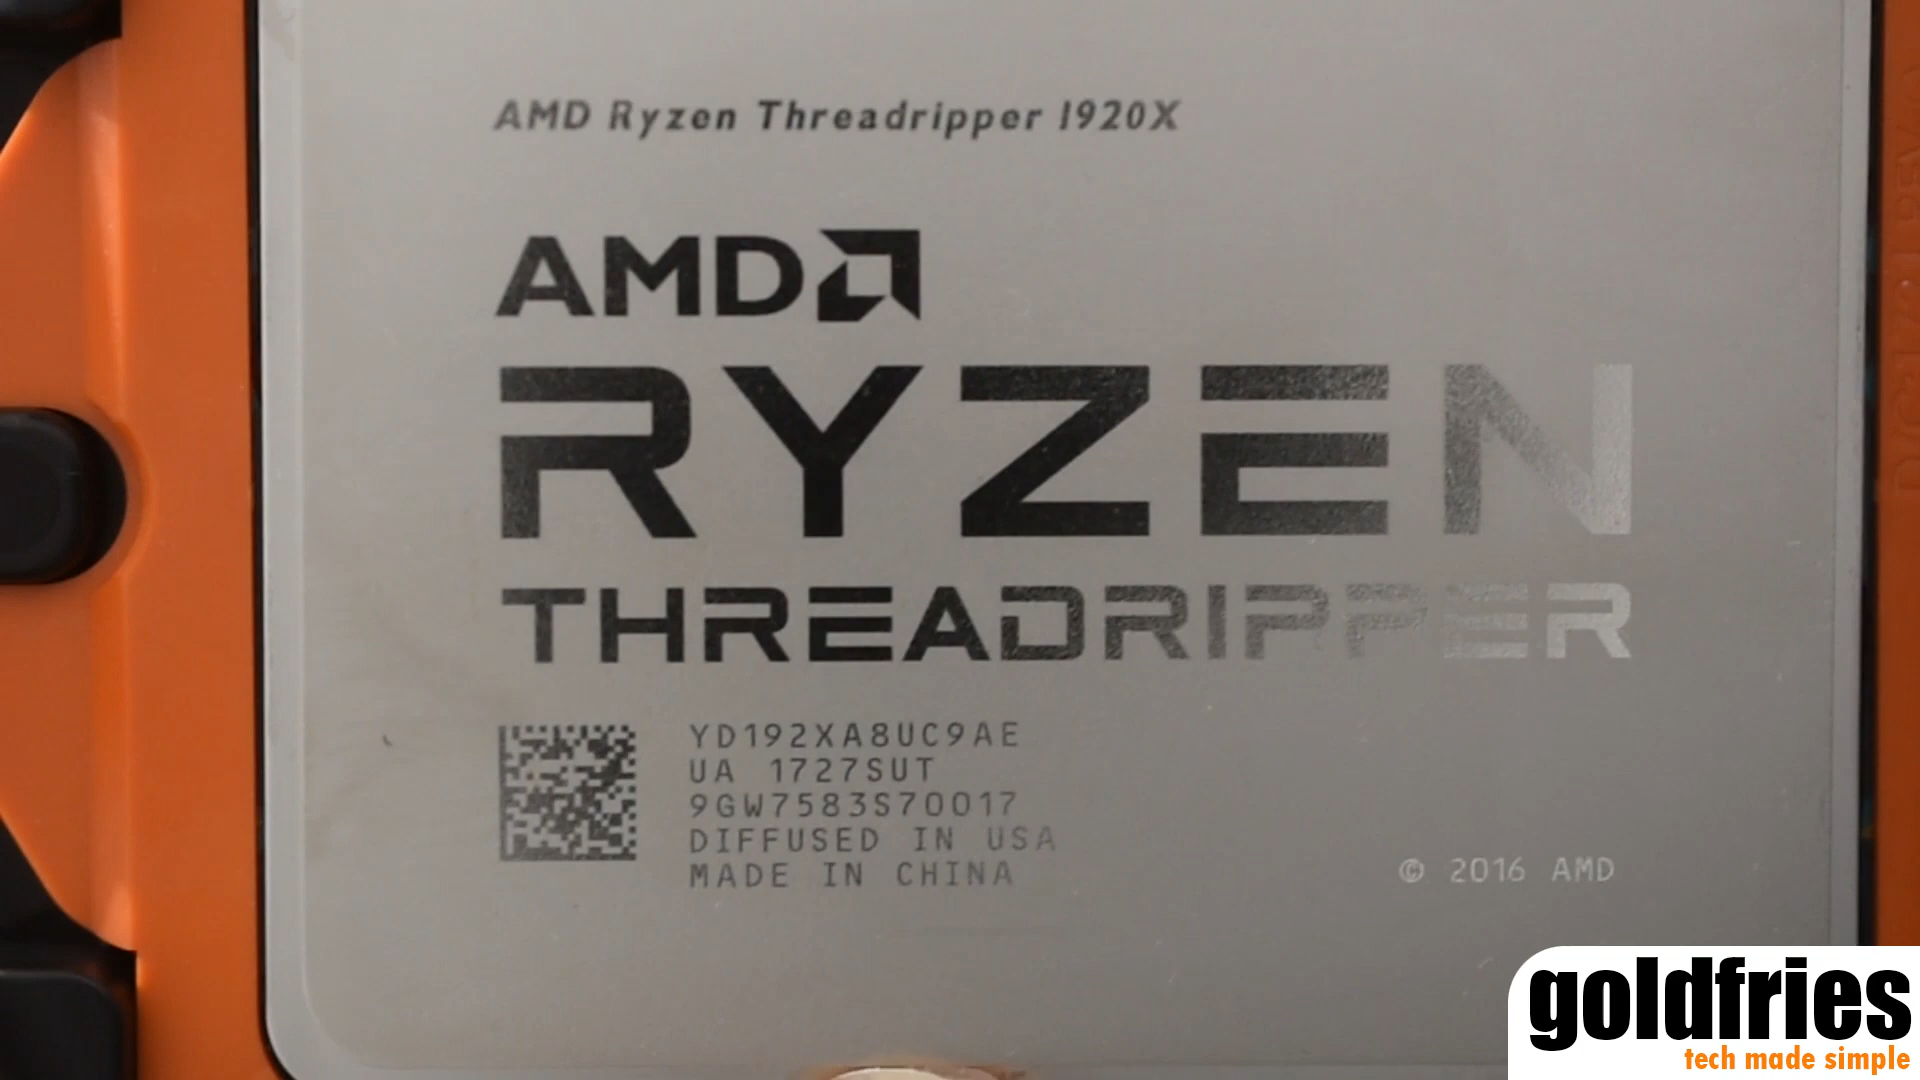 AMD Ryzen Threadripper 1920X
AMD
RYZEN
THREADRIPPER
YD192XA8UC9AE
UA 1727SUT
9GW7583S70017
DIFFUSED IN USA
MADE IN CHINA
© 2016 AMD
goldfries
tech made simple